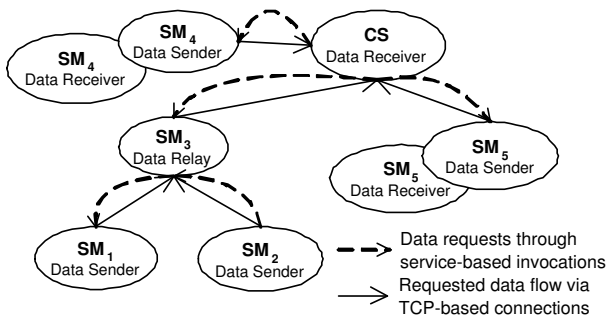 SM4
Data Sender
CS
Data Receiver
SM4
Data Receiver
SM3
Data Relay
SM5
Data Sender
SM5
Data Receiver
SM1
Data Sender
SM2
Data Sender
Data requests through
service-based invocations
Requested data flow via
TCP-based connections